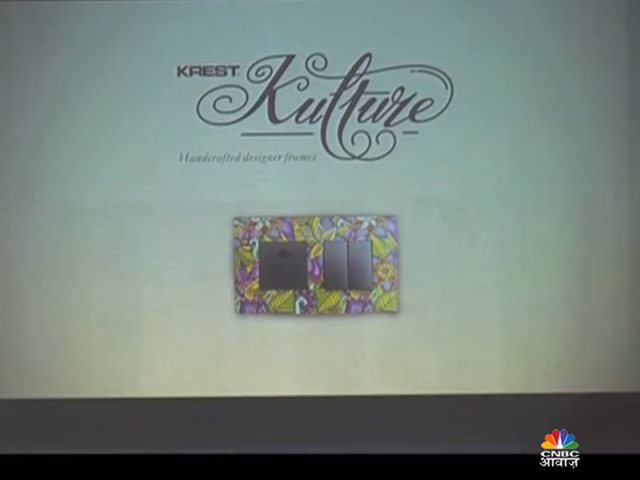 KREST
Kulture
Handcrafted designer frames
CNBC
आवाज़